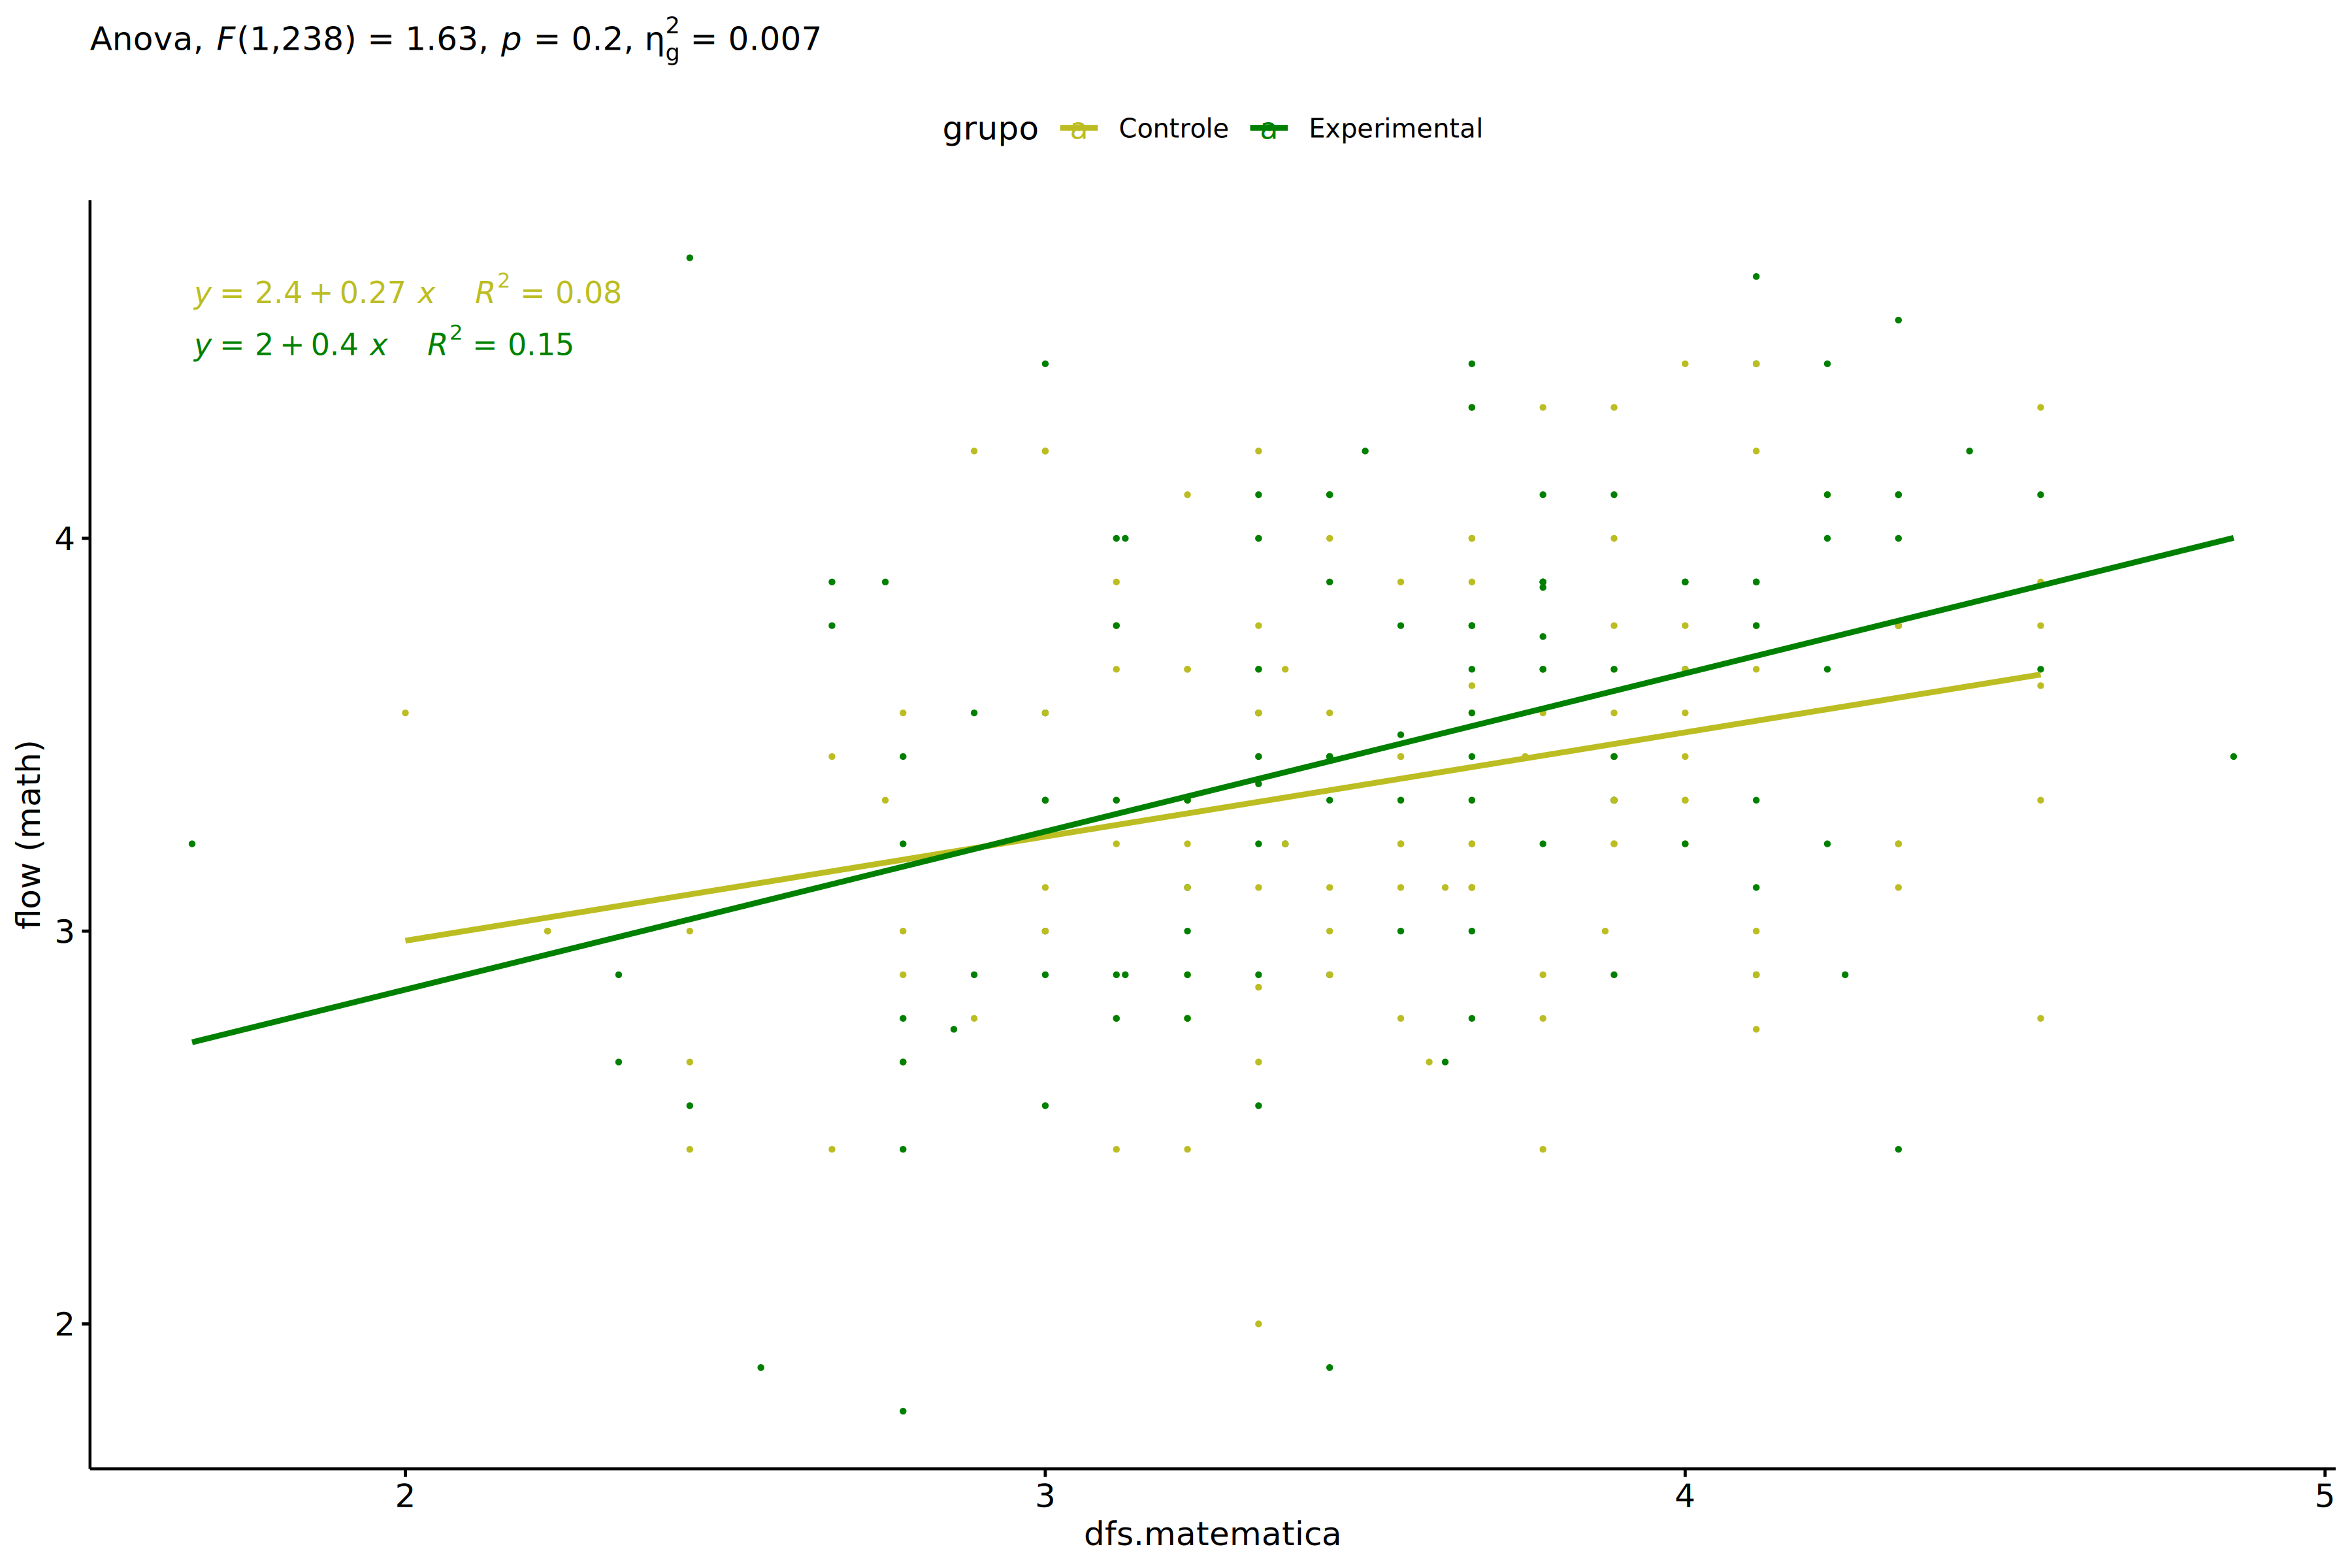 Anova, F(1,238) = 1.63, p = 0.2, η²g = 0.007
grupo a Controle a Experimental
y = 2.4 + 0.27 x R² = 0.08
y = 2 + 0.4 x R² = 0.15
4
3
2
flow (math)
2 3 4 5
dfs.matematica